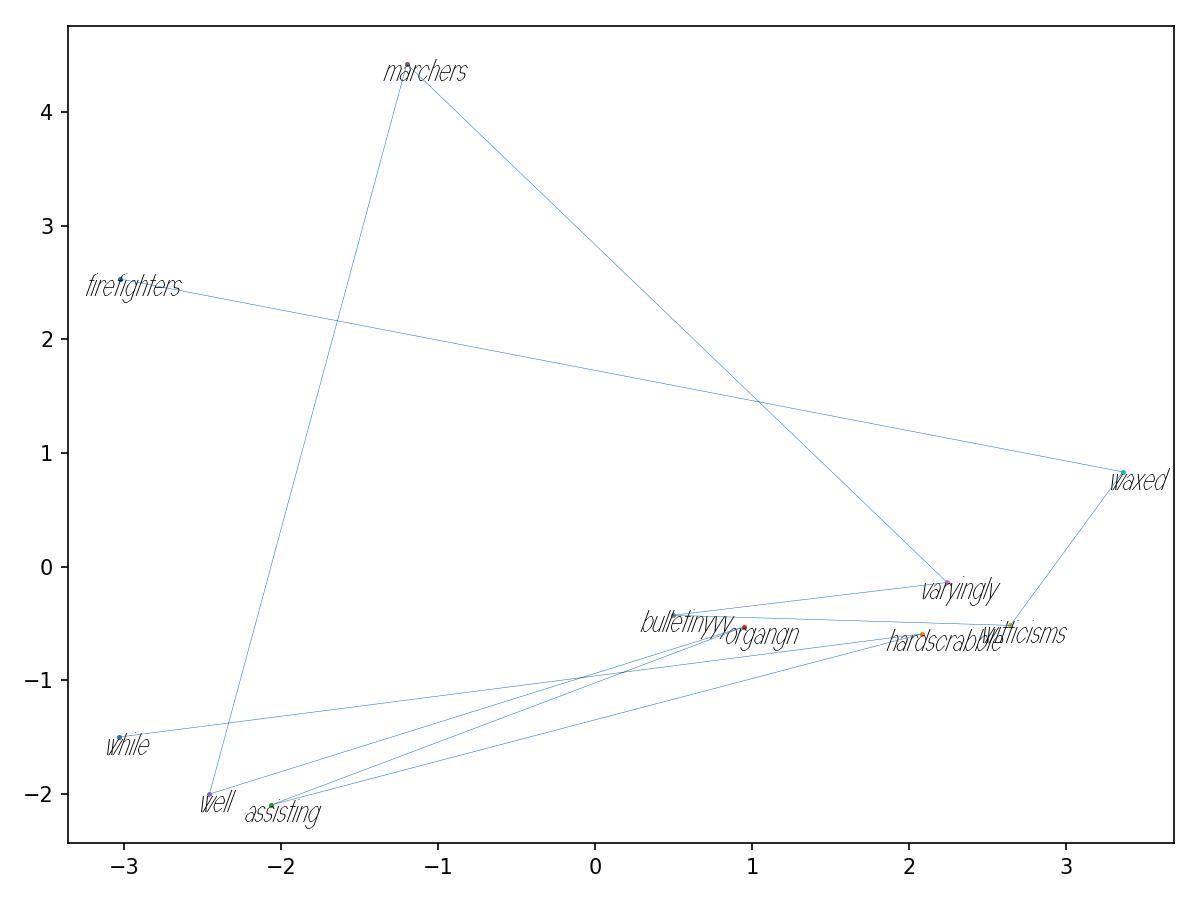 marchers
4
3
firefighters
2
1
waxed
0
varyingly
bulletinyyy
organgn
witticisms
hardscrabble
−1
while
−2
well
assisting
−3
−2
−1
0
1
2
3